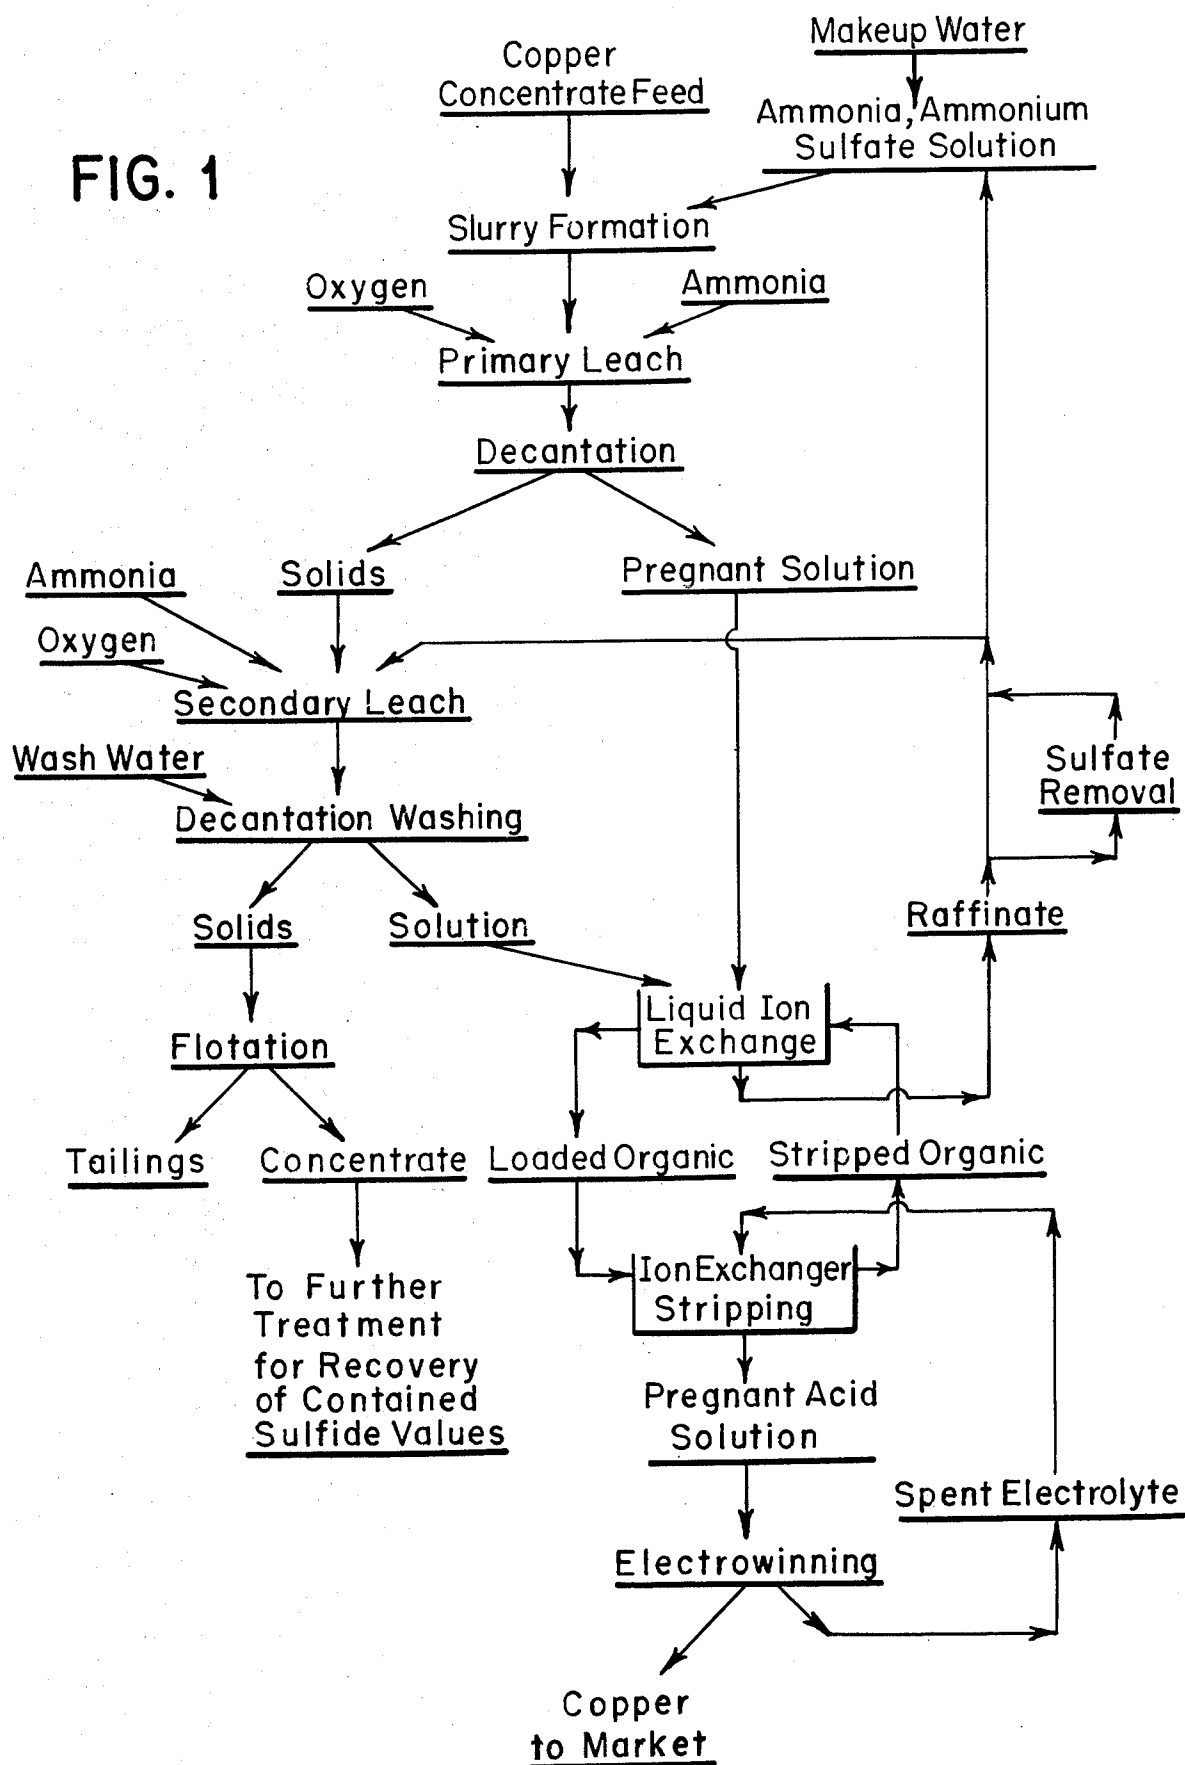 Makeup Water
Copper
Concentrate Feed
Ammonia, Ammonium
Sulfate Solution
FIG. 1
Slurry Formation
Oxygen
Ammonia
Primary Leach
Decantation
Ammonia
Solids
Pregnant Solution
Oxygen
Secondary Leach
Wash Water
Sulfate
Removal
Decantation Washing
Solids
Solution
Raffinate
Liquid Ion
Exchange
Flotation
Tailings
Concentrate
Loaded Organic
Stripped Organic
To Further
Treatment
for Recovery
of Contained
Sulfide Values
Ion Exchanger
Stripping
Pregnant Acid
Solution
Spent Electrolyte
Electrowinning
Copper
to Market